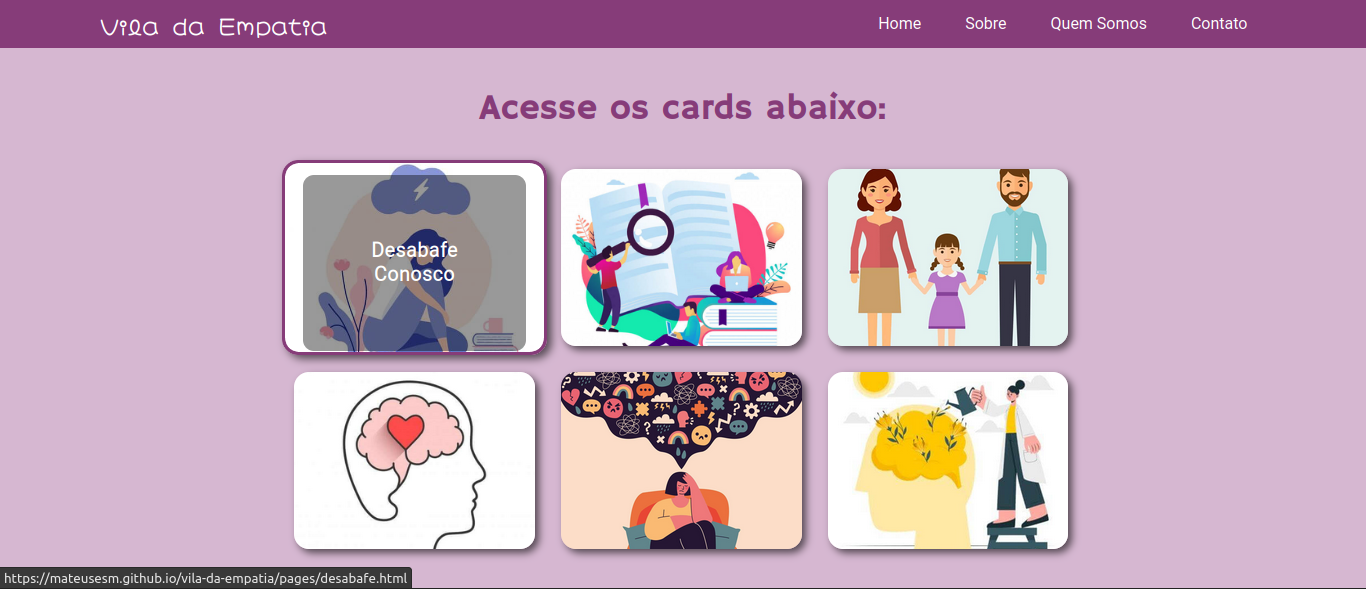 Vila da Empatia
Home Sobre Quem Somos Contato
Acesse os cards abaixo:
Desabafe
Conosco
https://mateusesm.github.io/vila-da-empatia/pages/desabafe.html